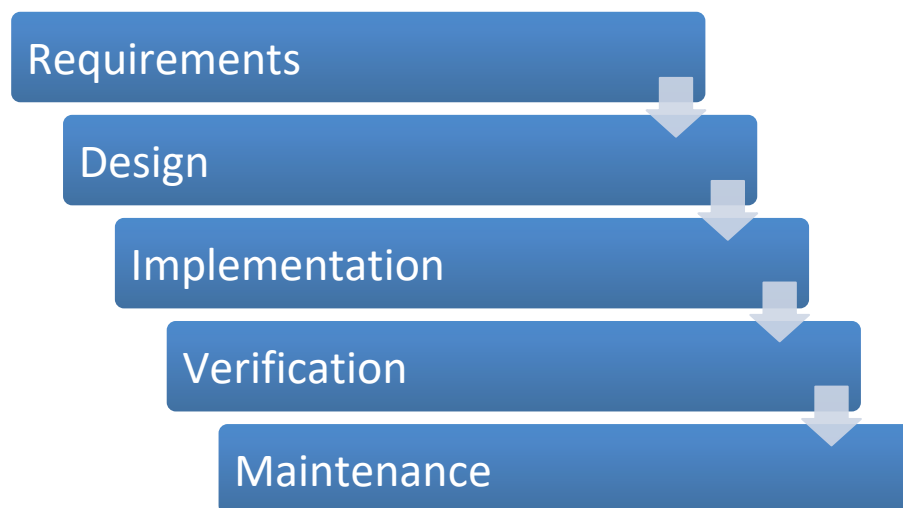 Requirements
Design
Implementation
Verification
Maintenance